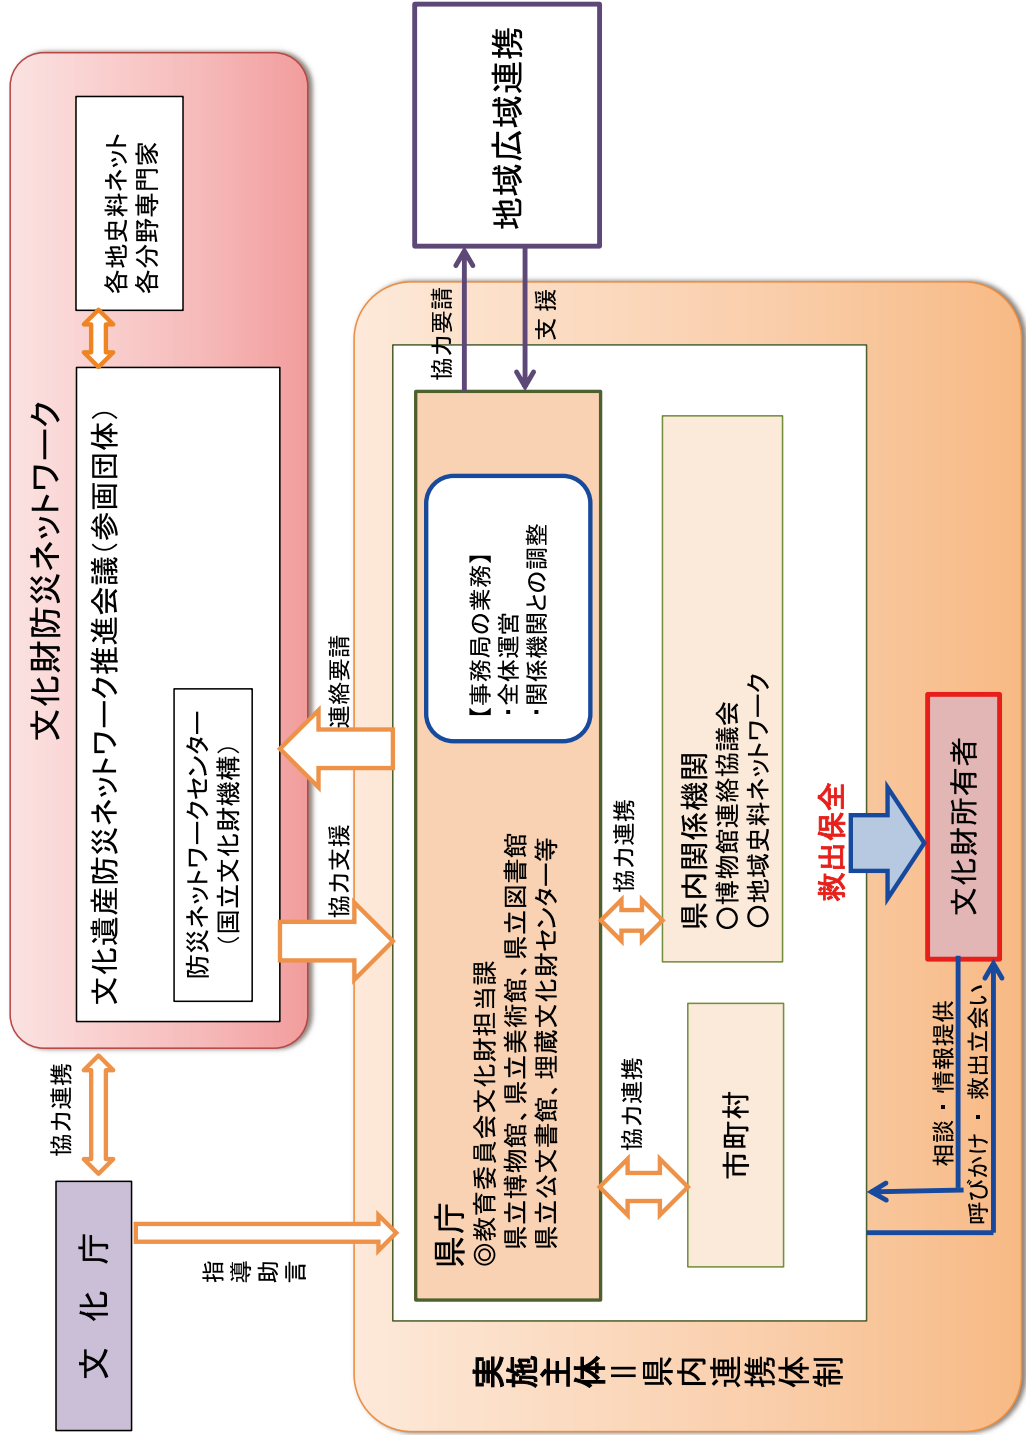 文化財防災ネットワーク
文化遺産防災ネットワーク推進会議(参画団体)
防災ネットワークセンター
(国立文化財機構)
各地史料ネット
各分野専門家
文 化 庁
協力連携
指導助言
協力支援
連絡要請
地域広域連携
協力要請
支援
県庁
◎教育委員会文化財担当課
県立博物館、県立美術館、県立図書館
県立公文書館、埋蔵文化財センター等
【事務局の業務】
・全体運営
・関係機関との調整
協力連携
協力連携
市町村
県内関係機関
○博物館連絡協議会
○地域史料ネットワーク
実施主体=県内連携体制
救出保全
相談・情報提供
呼びかけ・救出立会い
文化財所有者